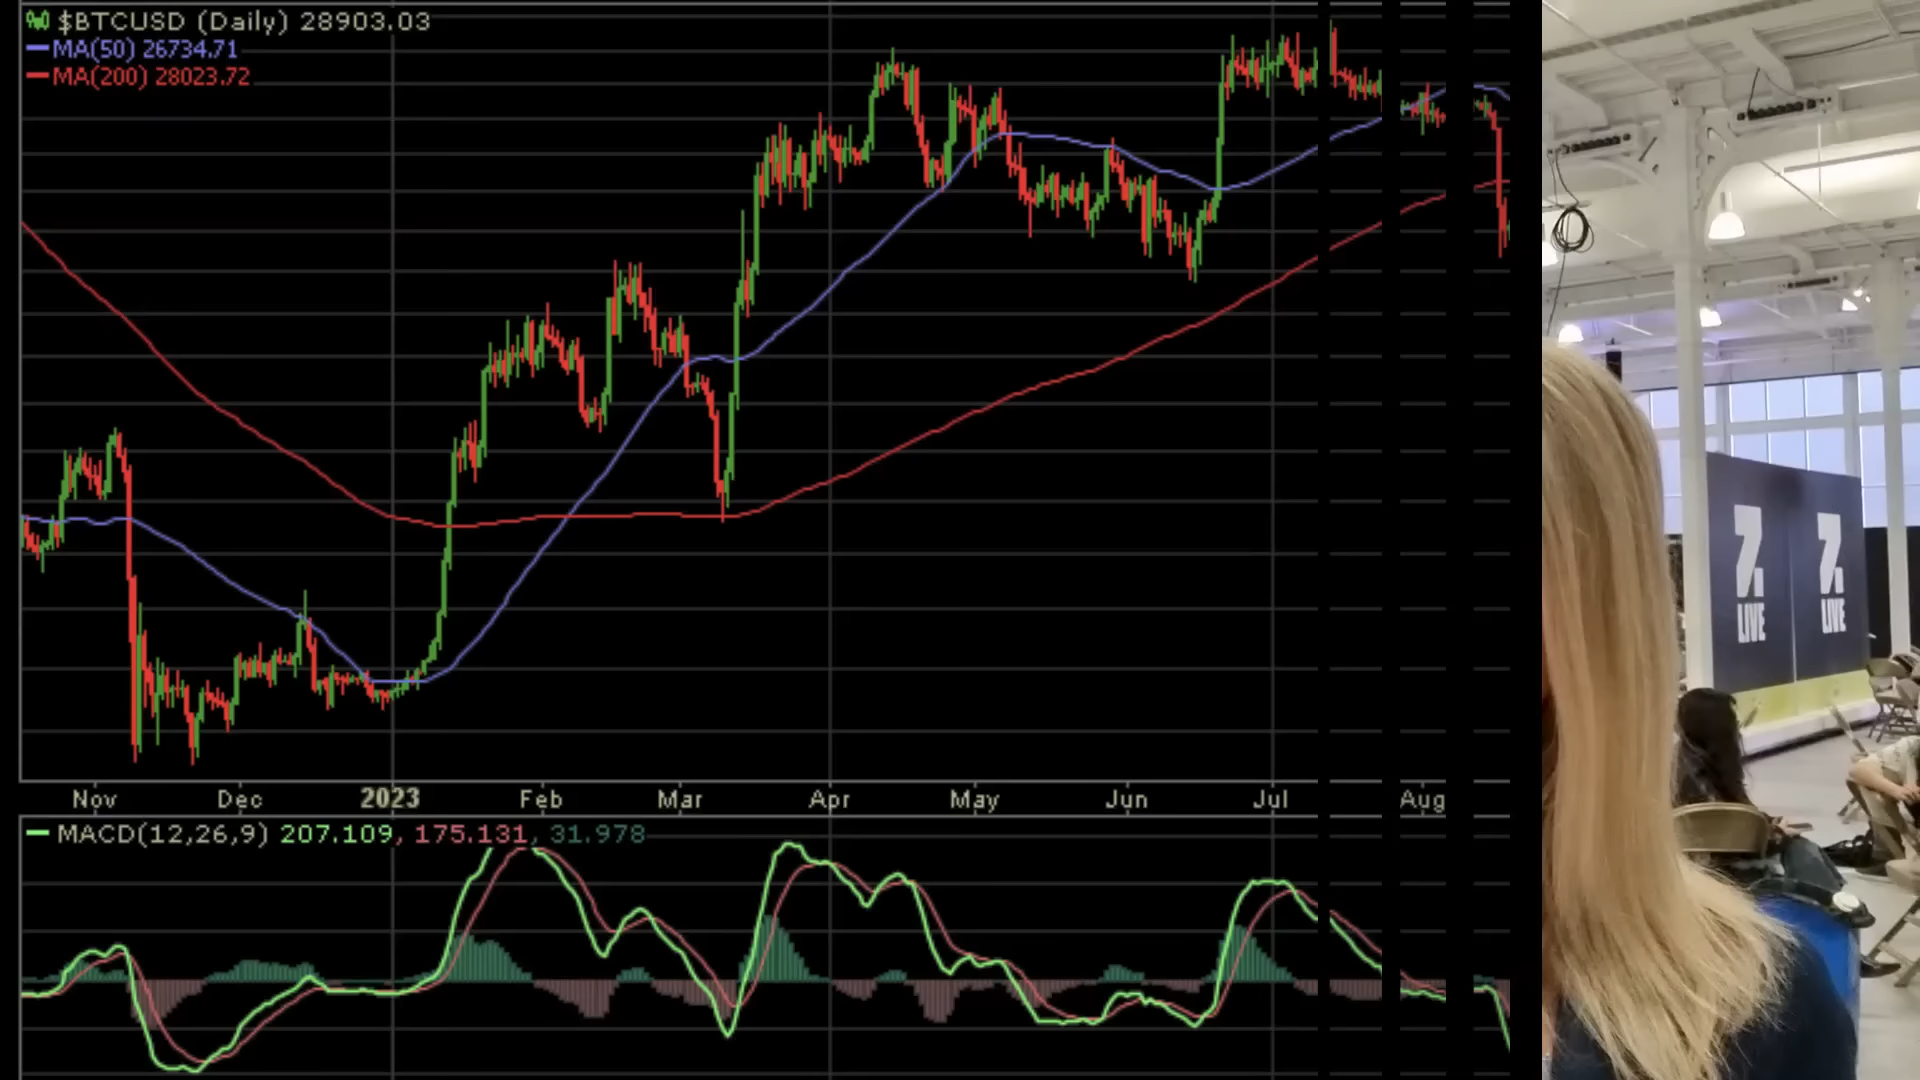 $BTCUSD (Daily) 28903.03
MA(50) 26734.71
MA(200) 28023.72
Nov Dec 2023 Feb Mar Apr May Jun Jul Aug
MACD(12,26,9) 207.109, 175.131, 31.978
7. 7.
LIVE LIVE